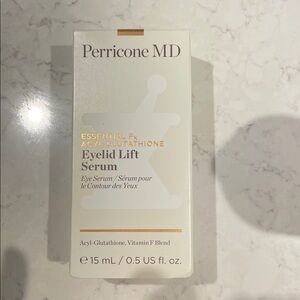 Perricone MD
ESSENTIAL Fx
ACYL-GLUTATHIONE
Eyelid Lift
Serum
Eye Serum / Sérum pour
le Contour des Yeux
Acyl-Glutathione, Vitamin F Blend
℮ 15 mL / 0.5 US fl. oz.